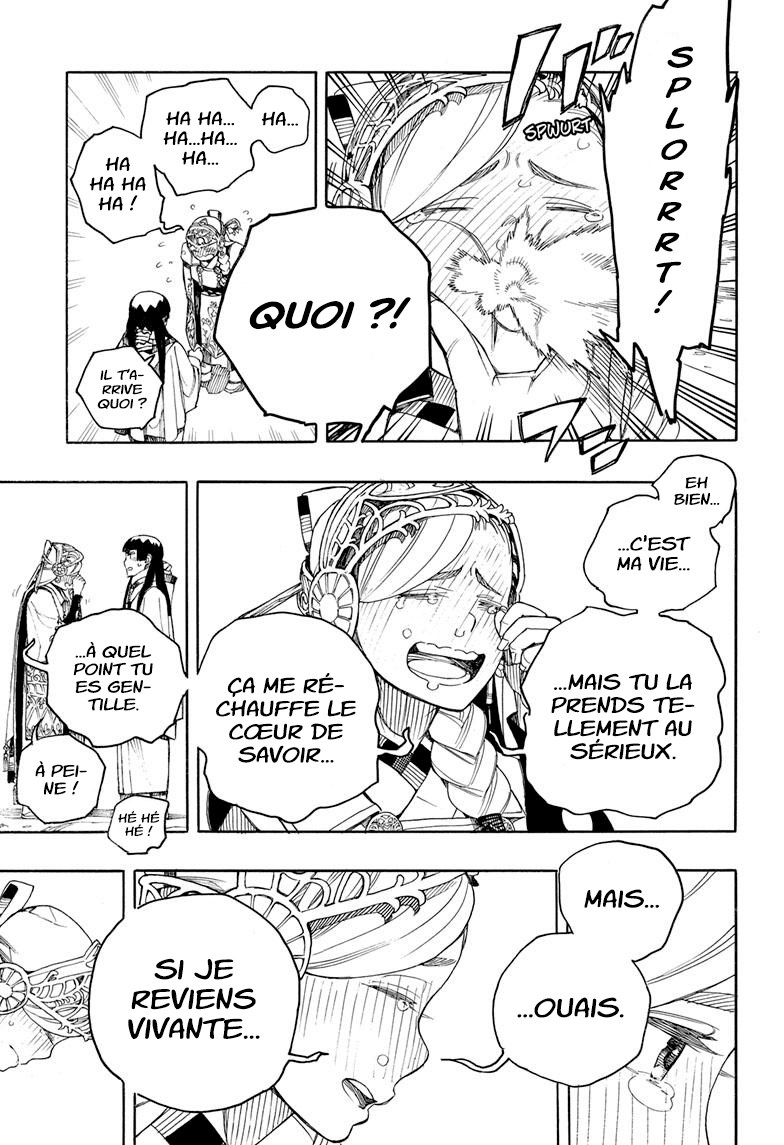 SPLORRRT !
SPWURT
QUOI ?!
HA...
HA HA...
HA...HA...
HA...
HA
HA HA HA
HA !
IL T'A-
RRIVE
QUOI ?
EH
BIEN...
...C'EST
MA VIE...
...MAIS TU LA
PRENDS TE-
LLEMENT AU
SÉRIEUX.
ÇA ME RÉ-
CHAUFFE LE
CŒUR DE
SAVOIR...
...À QUEL
POINT TU
ES GEN-
TILLE.
À PEI-
NE !
HÉ HÉ
HÉ !
MAIS...
...OUAIS.
SI JE
REVIENS
VIVANTE...